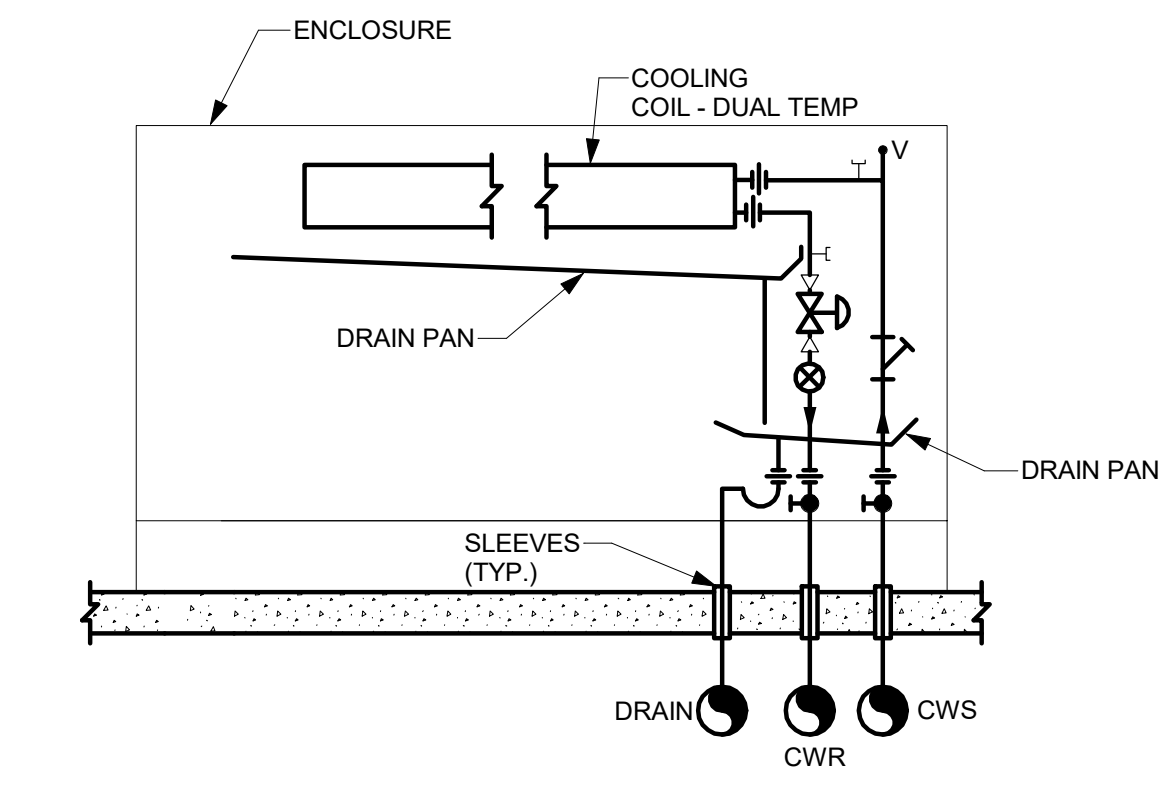 ENCLOSURE
COOLING
COIL - DUAL TEMP
V
DRAIN PAN
DRAIN PAN
SLEEVES
(TYP.)
DRAIN
CWS
CWR